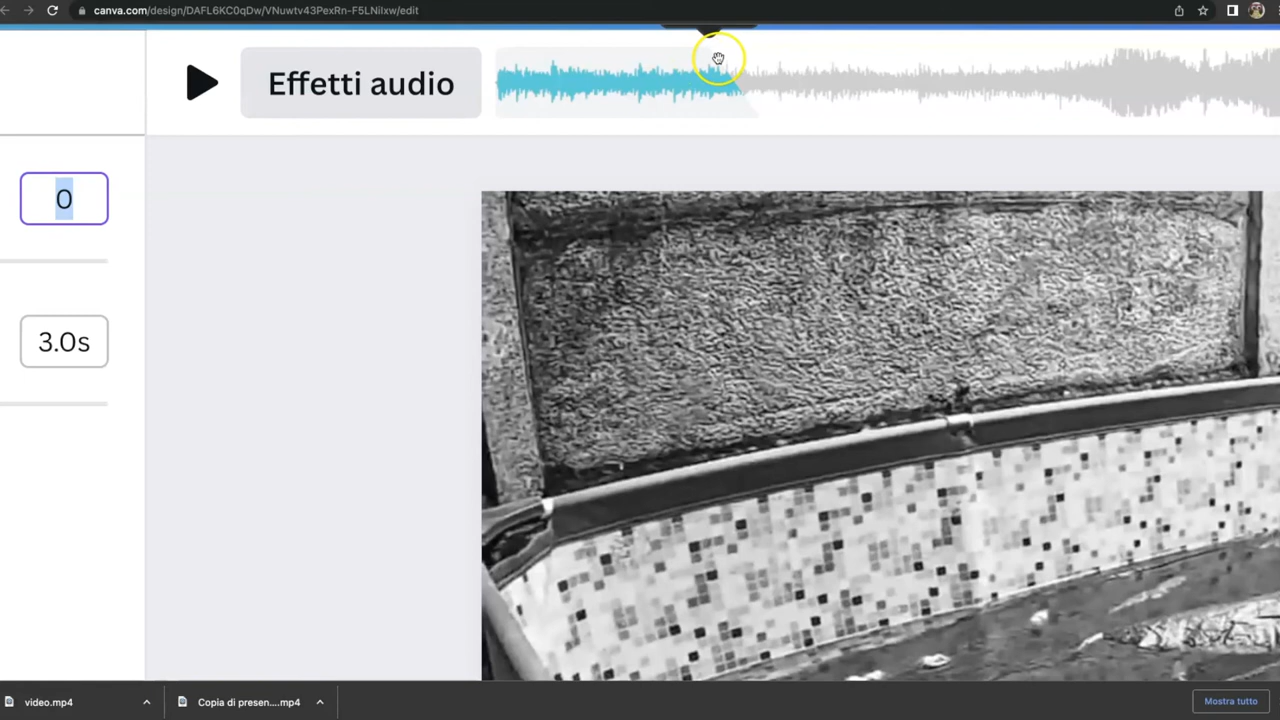 canva.com/design/DAFL6KC0qDw/VNuwtv43PexRn-F5LNiIxw/edit
Effetti audio
0
3.0s
video.mp4
Copia di presen....mp4
Mostra tutto